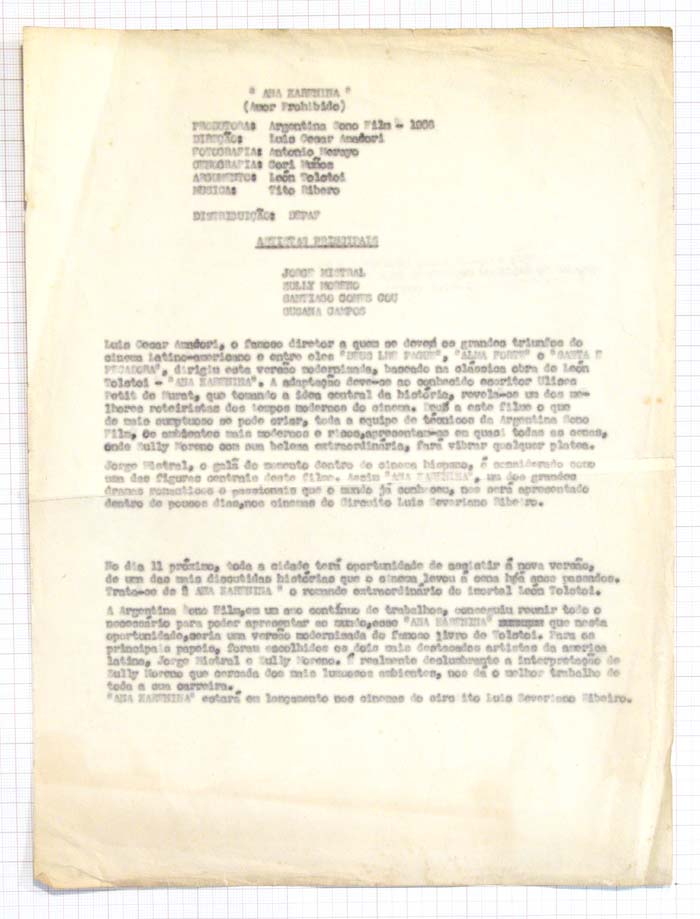 " ANA KARENINA "
(Amor Prohibido)
PRODUTORA: Argentina Sono Film - 1956
DIREÇÃO: Luis Cesar Amadori
FOTOGRAFIA: Antonio Merayo
CENOGRAFIA: Gori Muñoz
ARGUMENTO: León Tolstoi
MUSICA: Tito Ribero
DISTRIBUIÇÃO: DEPAF
ARTISTAS PRINCIPAIS
JORGE MISTRAL
ZULLY MORENO
SANTIAGO GOMES COU
SUSANA CAMPOS
Luis Cesar Amadori, o famoso diretor a quem se devem os grandes triunfos do
cinema latino-americano e entre eles "DEUS LHE PAGUE", "ALMA FORTE" e "SANTA E
PECADORA", dirigiu esta versão modernizada, baseado na clássica obra de León
Tolstoi - "ANA KARENINA". A adaptação deve-se ao conhecido escritor Ulises
Petit de Murat, que tomando a idea central da história, revela-se um dos me-
lhores roteiristas dos tempos modernos do cinema. a este filme o que
de mais sumptuoso se pode criar, toda a equipe de técnicos da Argentina Sono
Film, Os ambientes mais modernos e ricos,apresentam-se em quasi todas as cenas,
onde Zully Moreno com sua beleza extraordinária, fará vibrar qualquer platea.
Jorge Mistral, o galã do momento dentro do cinema hispano, é considerado como
uma das figuras centrais deste filme. Assim "ANA KARENINA", um dos grandes
dramas romanticos e passionais que o mundo já conheceu, nos será apresentado
dentro de poucos dias,nos cinemas do Circuito Luis Severiano Ribeiro.
No dia 11 próximo, toda a cidade terá oportunidade de assistir á nova versão,
de uma das mais discutidas histórias que o cinema levou á cena há anos passados.
Trata-se de " ANA KARENINA " o romande extraordinário do imortal León Tolstoi.
A Argentina Sono Film,em um ano contínuo de trabalhos, conseguiu reunir todo o
necessário para poder apresentar ao mundo,esse "ANA KARENINA" que nesta
oportunidade,seria uma versão modernizada do famoso livro de Tolstoi. Para os
principais papeis, foram escolhidos os dois mais destacados artistas da america
latina, Jorge Mistral e Zully Moreno. É realmente deslumbrante a interpretação de
Zully Moreno que cercada dos mais luxuosos ambientes, nos dá o melhor trabalho de
toda a sua carreira.
"ANA KARENINA" estará em lançamento nos cinemas do circuito Luis Severiano Ribeiro.